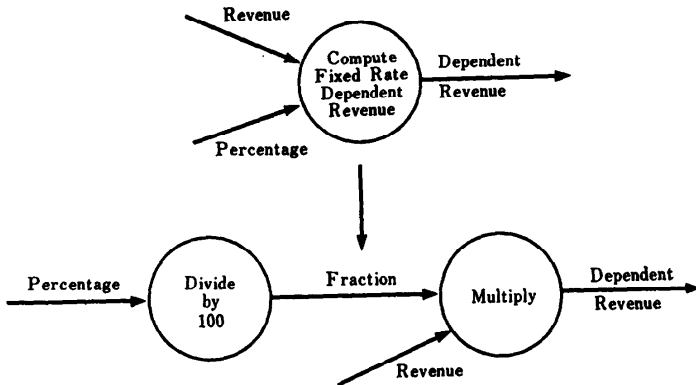 Revenue
Compute
Fixed Rate
Dependent
Revenue
Dependent
Revenue
Percentage
Percentage
Divide
by
100
Fraction
Multiply
Dependent
Revenue
Revenue